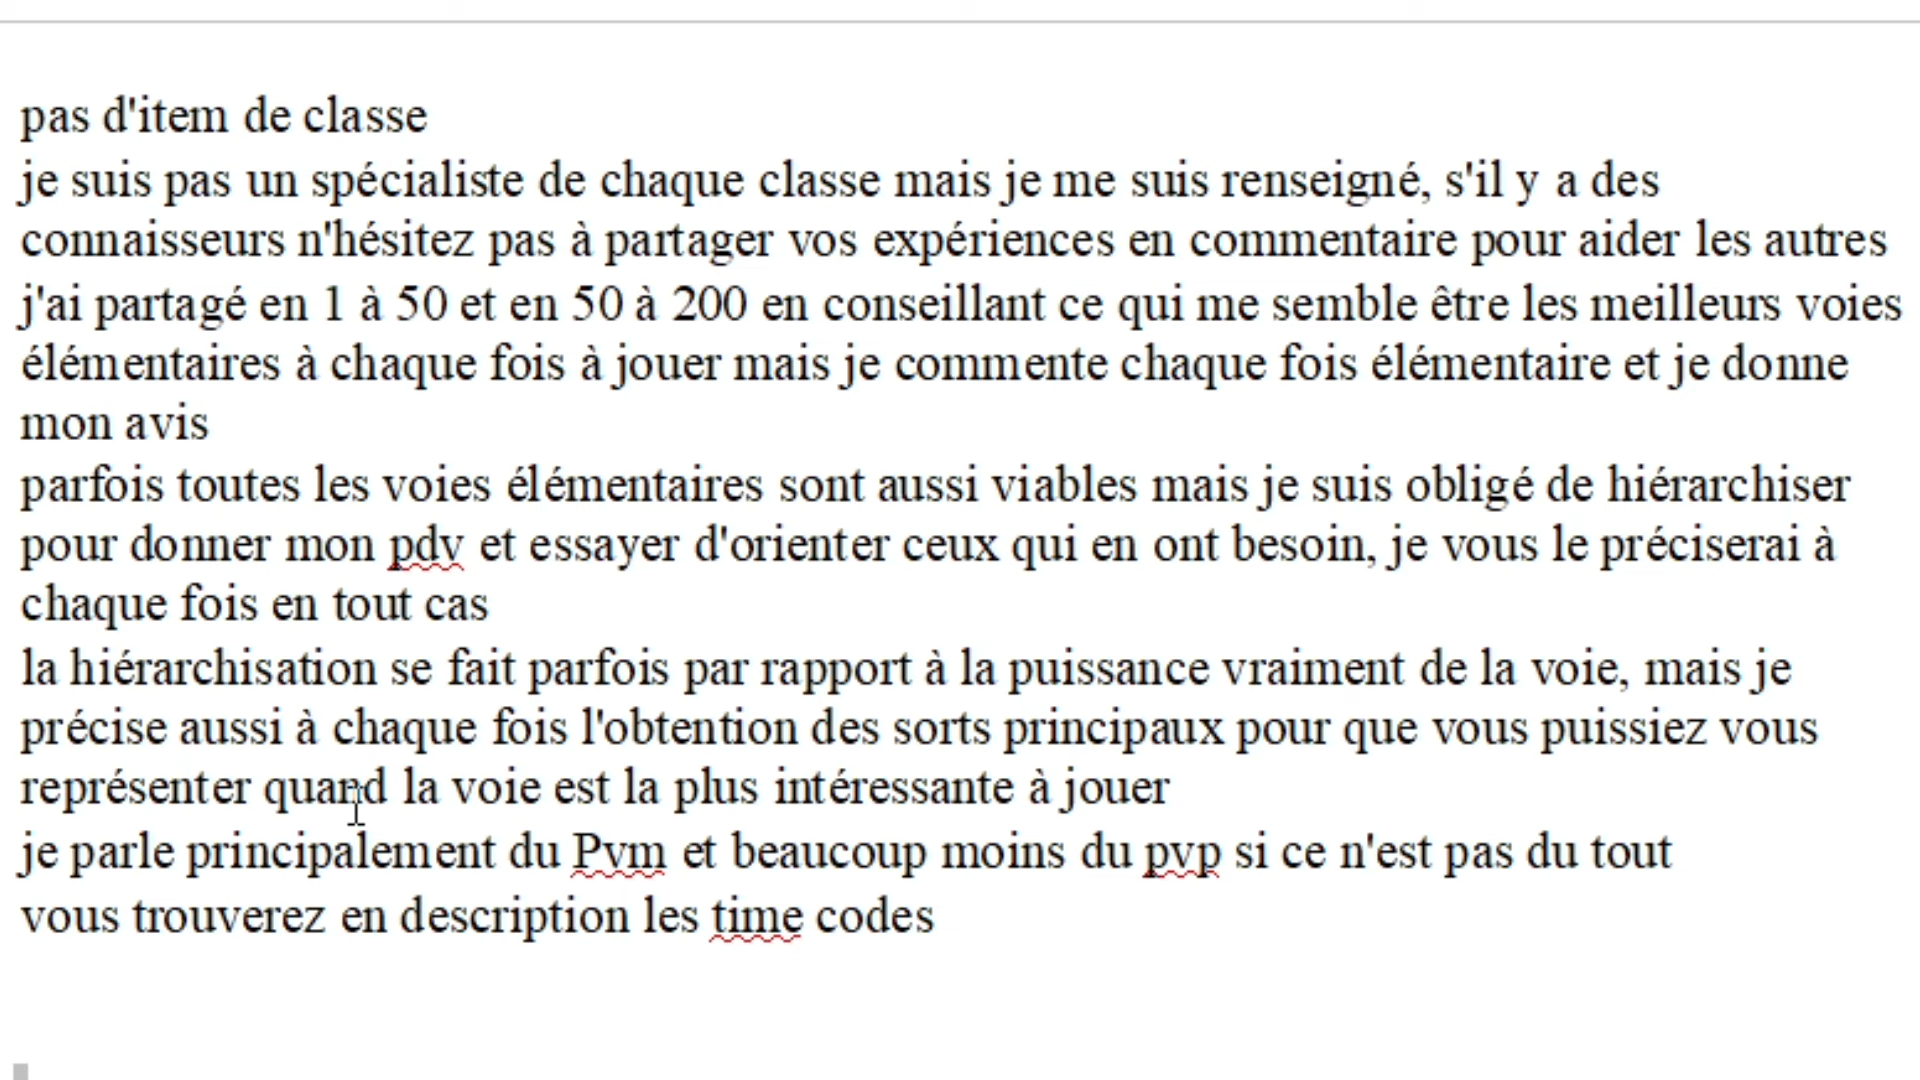 pas d'item de classe
je suis pas un spécialiste de chaque classe mais je me suis renseigné, s'il y a des
connaisseurs n'hésitez pas à partager vos expériences en commentaire pour aider les autres
j'ai partagé en 1 à 50 et en 50 à 200 en conseillant ce qui me semble être les meilleurs voies
élémentaires à chaque fois à jouer mais je commente chaque fois élémentaire et je donne
mon avis
parfois toutes les voies élémentaires sont aussi viables mais je suis obligé de hiérarchiser
pour donner mon pdv et essayer d'orienter ceux qui en ont besoin, je vous le préciserai à
chaque fois en tout cas
la hiérarchisation se fait parfois par rapport à la puissance vraiment de la voie, mais je
précise aussi à chaque fois l'obtention des sorts principaux pour que vous puissiez vous
représenter quand la voie est la plus intéressante à jouer
je parle principalement du Pvm et beaucoup moins du pvp si ce n'est pas du tout
vous trouverez en description les time codes